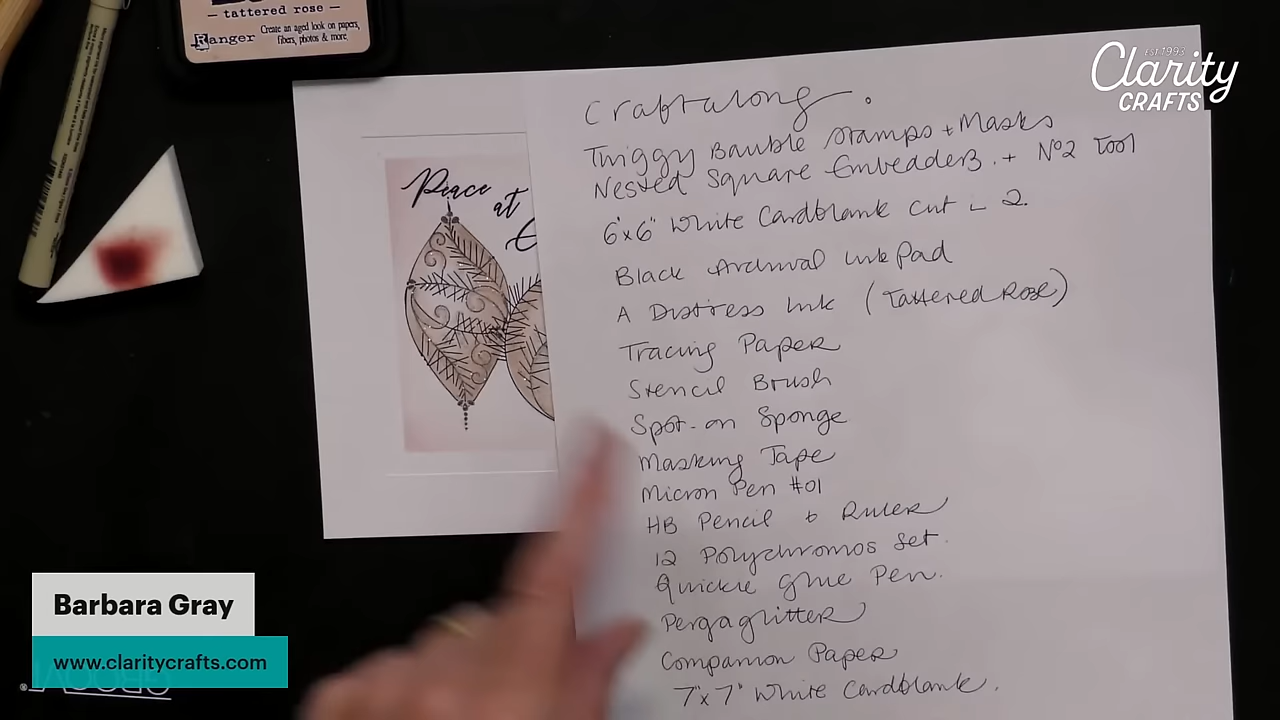 - tattered rose -
Ranger
Create an aged look on papers,
fibers, photos & more.
EST 1993
Clarity
CRAFTS
Craftalong.
Twiggy Bauble Stamps + Masks
Nested Square Embedders. + Nº2 Tool
6"x6" White Cardblank cut in 2.
Black Archival Ink Pad
A Distress Ink (Tattered Rose)
Tracing Paper
Stencil Brush
Spot-on Sponge
Masking Tape
Micron Pen #01
HB Pencil & Ruler
12 Polychromos Set.
Quickie Glue Pen.
Pergaglitter
Companion Paper
7"x7" White Cardblank.
Peace
at
Barbara Gray
www.claritycrafts.com